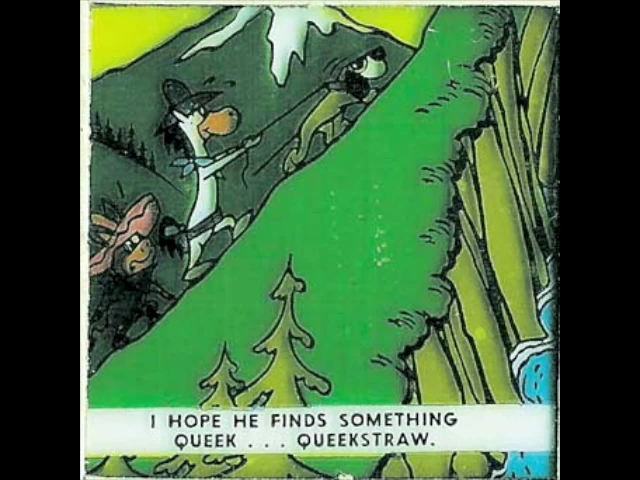 I HOPE HE FINDS SOMETHING
QUEEK . . . QUEEKSTRAW.